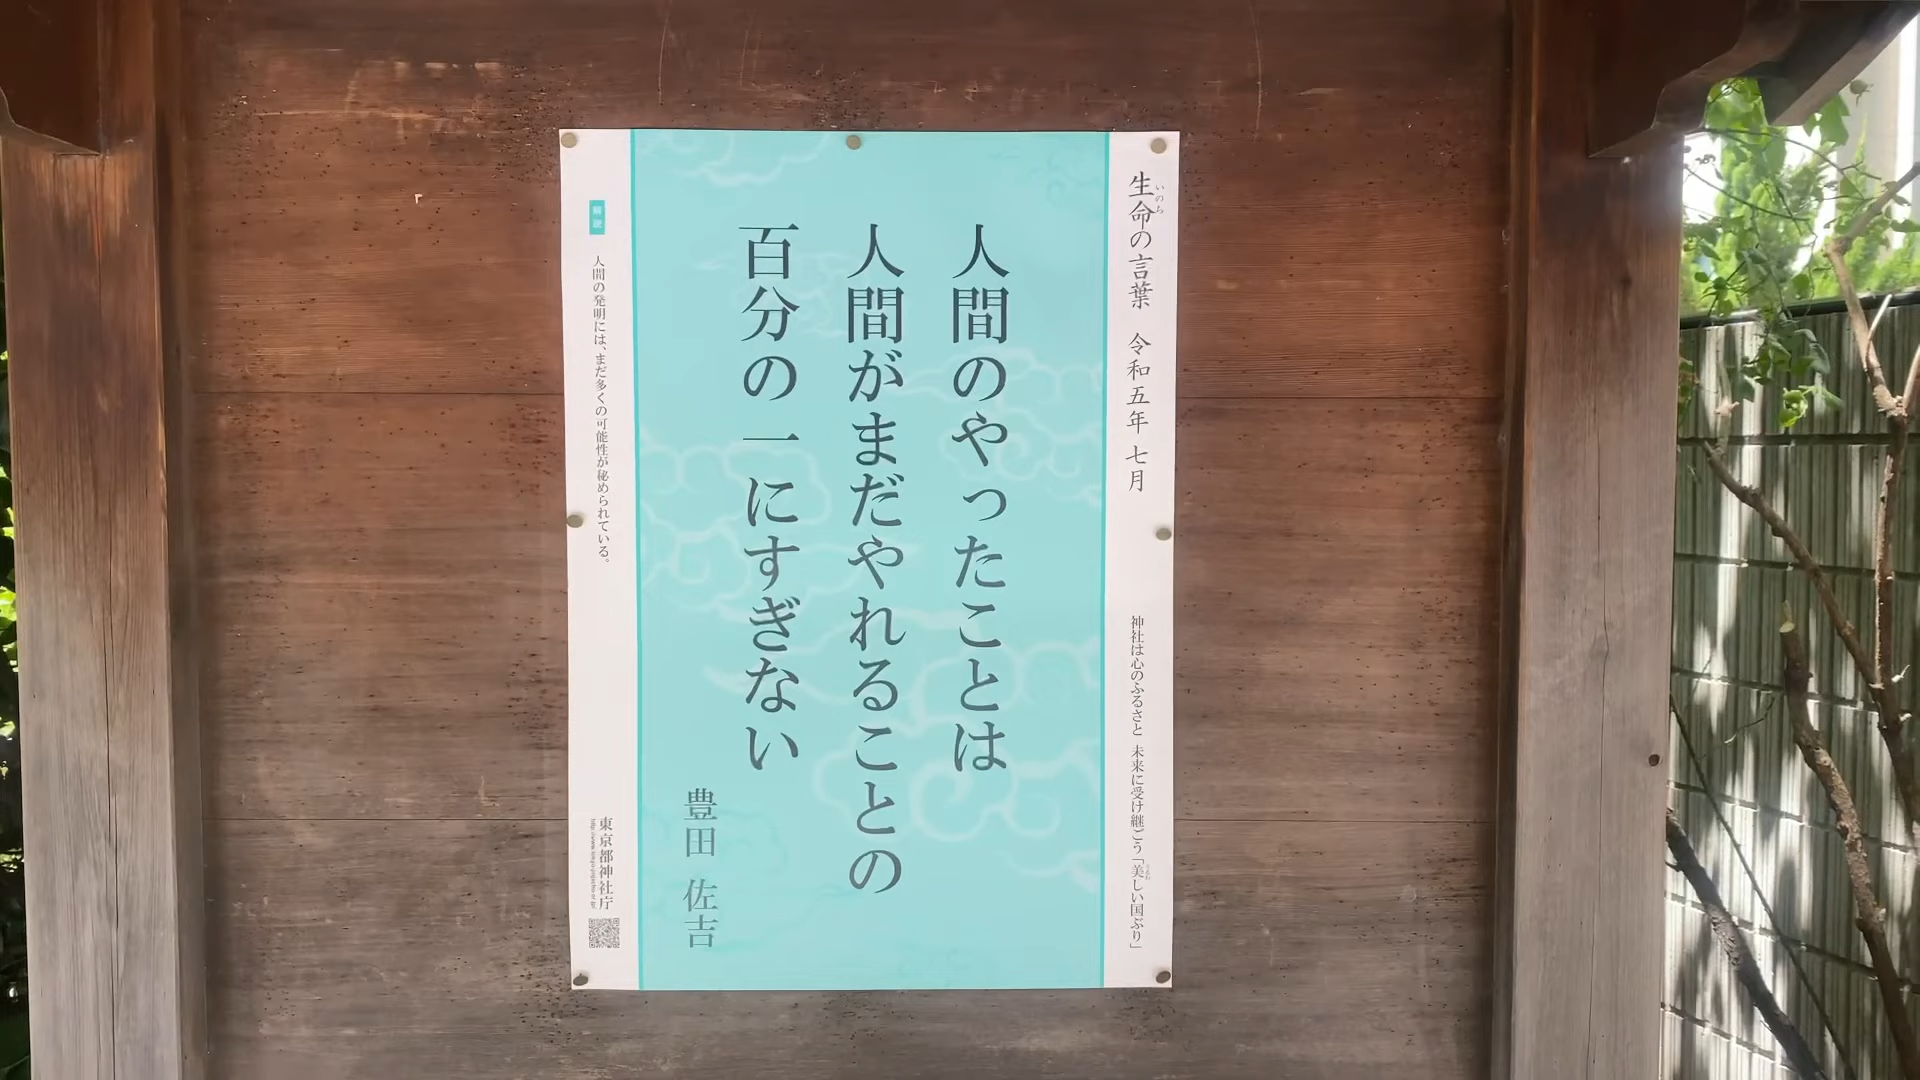 生命の言葉 令和五年 七月
いのち
神社は心のふるさと 未来に受け継ごう「美しい国ぶり」
人間のやったことは
人間がまだやれることの
百分の一にすぎない
豊田 佐吉
解説
人間の発明には、まだ多くの可能性が秘められている。
東京都神社庁